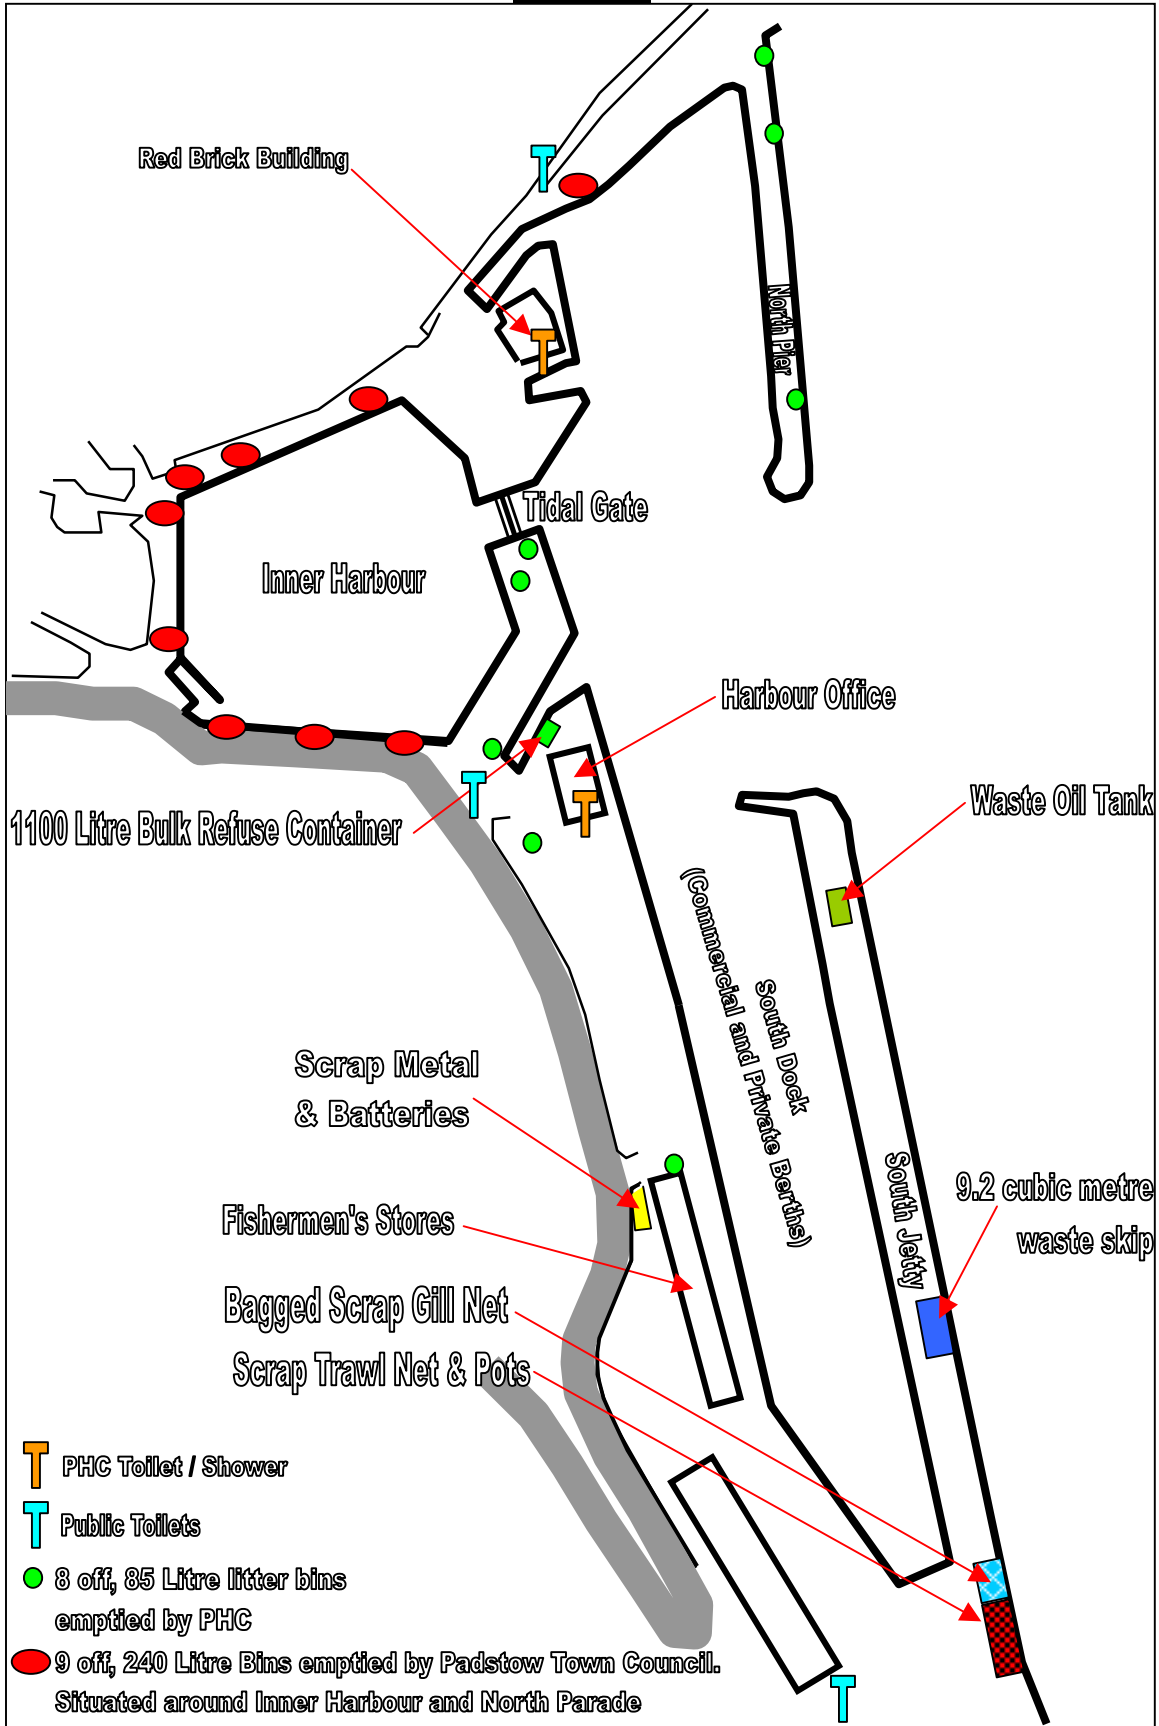 Red Brick Building
North Pier
Tidal Gate
Inner Harbour
Harbour Office
Waste Oil Tank
1100 Litre Bulk Refuse Container
South Dock
(Commercial and Private Berths)
Scrap Metal
& Batteries
South Jetty
9.2 cubic metre
waste skip
Fishermen's Stores
Bagged Scrap Gill Net
Scrap Trawl Net & Pots
PHC Toilet / Shower
Public Toilets
8 off, 85 Litre litter bins
emptied by PHC
9 off, 240 Litre Bins emptied by Padstow Town Council.
Situated around Inner Harbour and North Parade